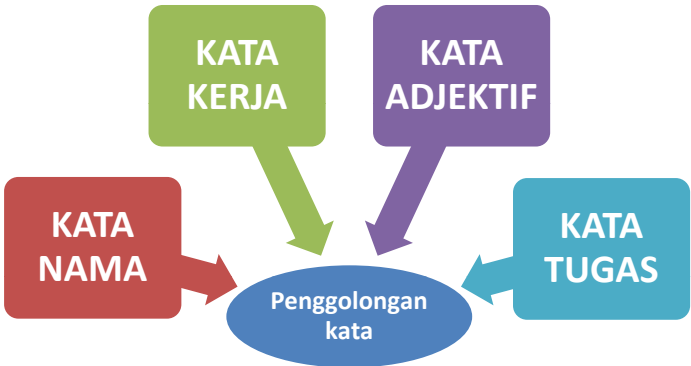 KATA
KERJA
KATA
ADJEKTIF
KATA
NAMA
KATA
TUGAS
Penggolongan
kata